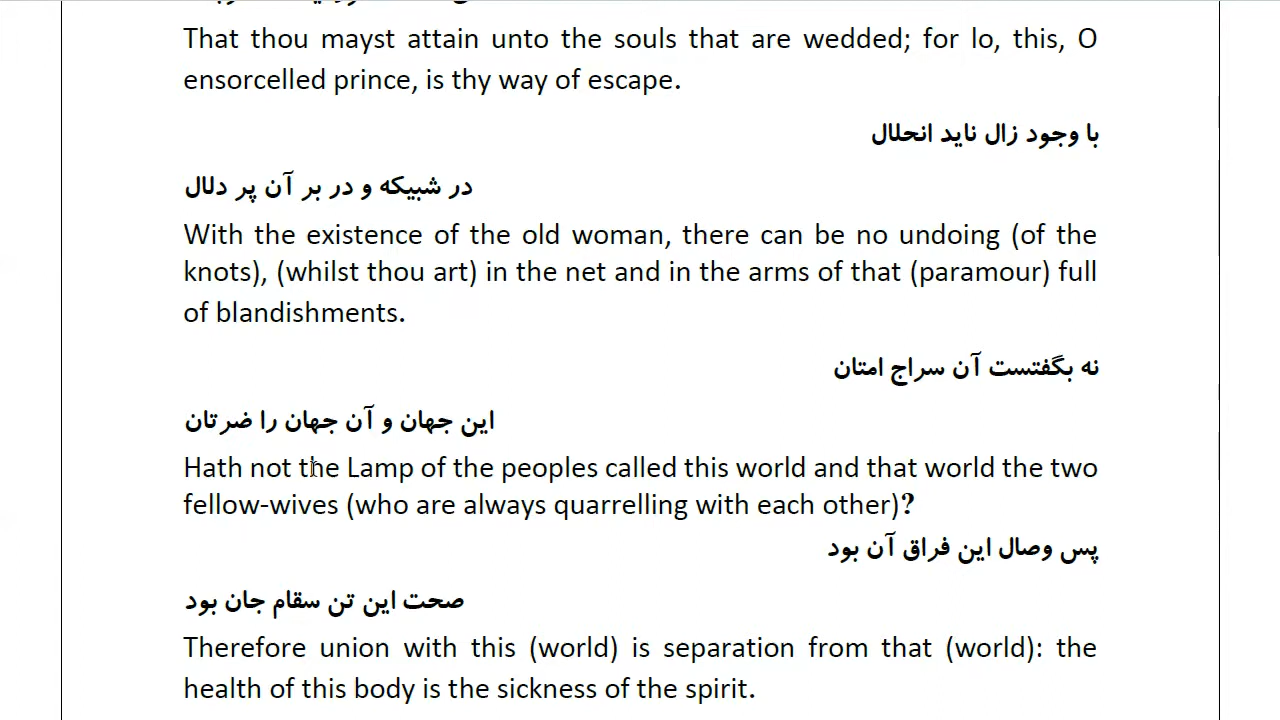 That thou mayst attain unto the souls that are wedded; for lo, this, O
ensorcelled prince, is thy way of escape.
با وجود زال ناید انحلال
در شبیکه و در بر آن پر دلال
With the existence of the old woman, there can be no undoing (of the
knots), (whilst thou art) in the net and in the arms of that (paramour) full
of blandishments.
نه بگفتست آن سراج امتان
این جهان و آن جهان را ضرتان
Hath not the Lamp of the peoples called this world and that world the two
fellow-wives (who are always quarrelling with each other)?
پس وصال این فراق آن بود
صحت این تن سقام جان بود
Therefore union with this (world) is separation from that (world): the
health of this body is the sickness of the spirit.